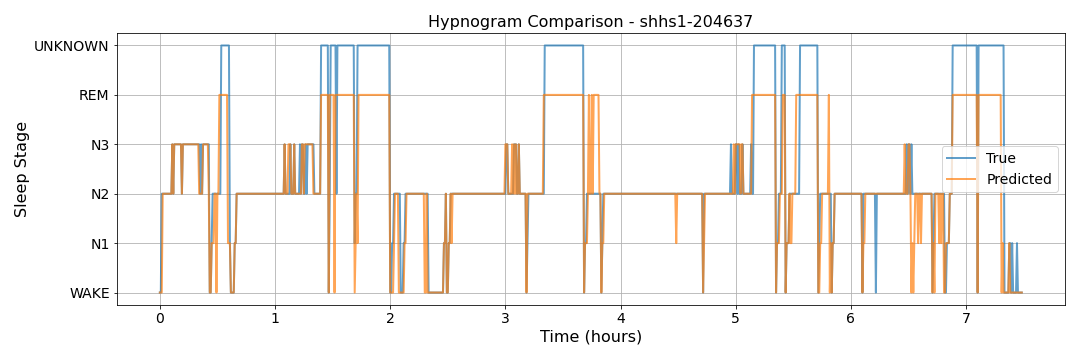 Hypnogram Comparison - shhs1-204637
UNKNOWN
REM
N3
N2
N1
WAKE
Sleep Stage
True
Predicted
0 1 2 3 4 5 6 7
Time (hours)